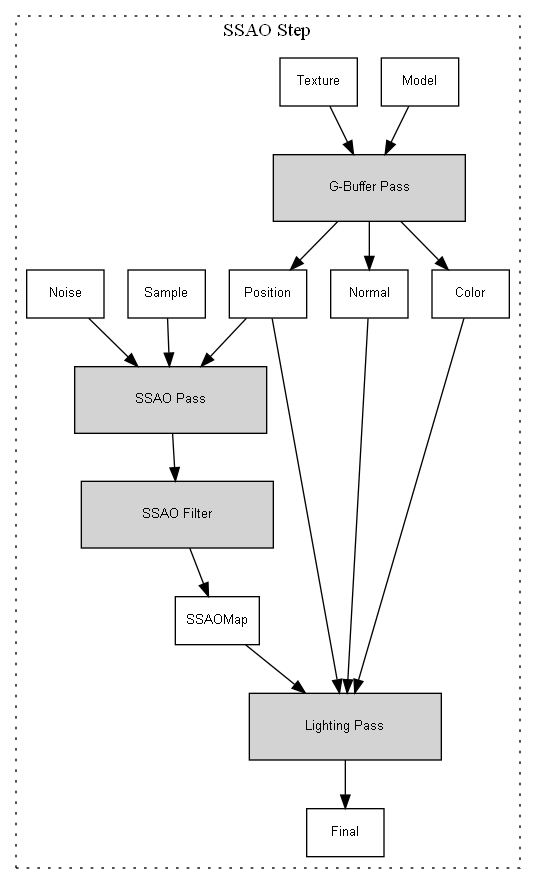 SSAO Step
Texture
Model
G-Buffer Pass
Noise
Sample
Position
Normal
Color
SSAO Pass
SSAO Filter
SSAOMap
Lighting Pass
Final